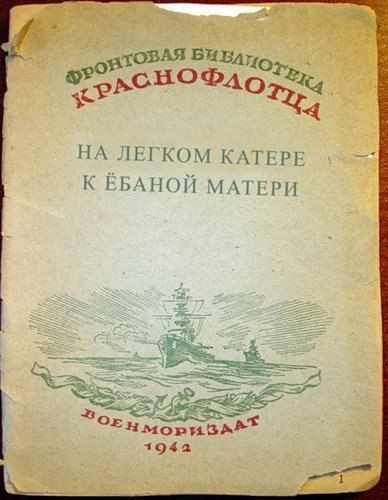 ФРОНТОВАЯ БИБЛИОТЕКА
КРАСНОФЛОТЦА
НА ЛЕГКОМ КАТЕРЕ
К ЁБАНОЙ МАТЕРИ
ВОЕНМОРИЗДАТ
1942
1